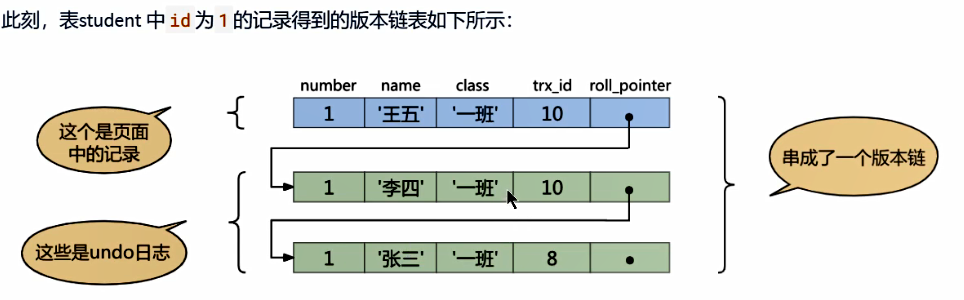 此刻，表student 中 id 为 1 的记录得到的版本链表如下所示：
number name class trx_id roll_pointer
1 '王五' '一班' 10
这个是页面
中的记录
串成了一个版本链
1 '李四' '一班' 10
这些是undo日志
1 '张三' '一班' 8